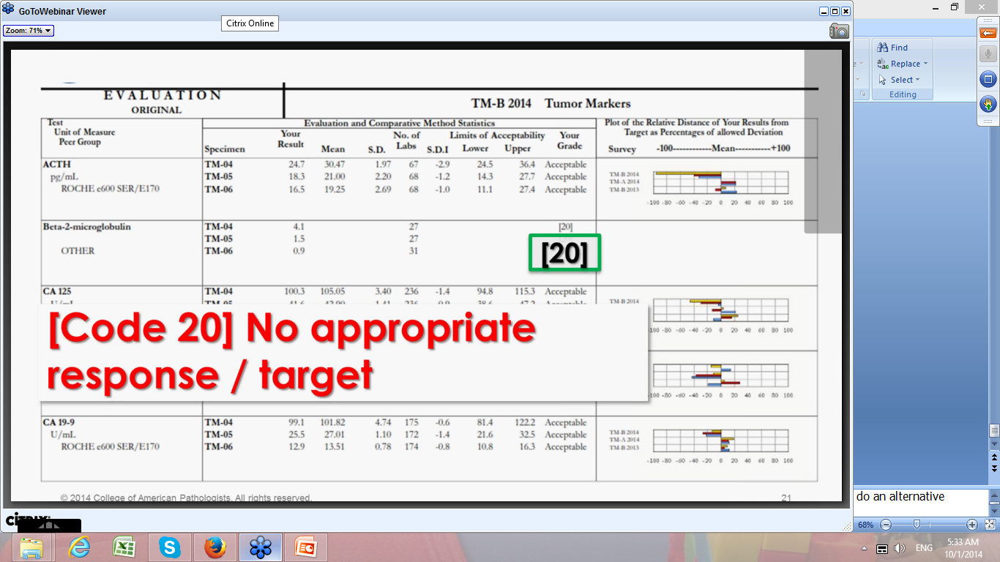 GoToWebinar Viewer
Citrix Online
Zoom: 71%
Find
Replace
Select
Editing
EVALUATION
ORIGINAL
TM-B 2014 Tumor Markers
Test
Unit of Measure
Peer Group
Evaluation and Comparative Method Statistics
Specimen Your Result Mean S.D. No. of Labs S.D.I Limits of Acceptability Lower Upper Your Grade
Plot of the Relative Distance of Your Results from
Target as Percentages of allowed Deviation
Survey -100------------Mean-----------+100
ACTH TM-04 24.7 30.47 1.97 67 -2.9 24.5 36.4 Acceptable TM-B 2014
pg/mL TM-05 18.3 21.00 2.20 68 -1.2 14.3 27.7 Acceptable TM-A 2014
ROCHE e600 SER/E170 TM-06 16.5 19.25 2.69 68 -1.0 11.1 27.4 Acceptable TM-B 2013
-100 -80 -60 -40 -20 0 20 40 60 80 100
Beta-2-microglobulin TM-04 4.1 27 [20]
TM-05 1.5 27
OTHER TM-06 0.9 31
[20]
CA 125 TM-04 100.3 105.05 3.40 236 -1.4 94.8 115.3 Acceptable TM-B 2014
[Code 20] No appropriate
response / target
-100 -80 -60 -40 -20 0 20 40 60 80 100
-100 -80 -60 -40 -20 0 20 40 60 80 100
CA 19-9 TM-04 99.1 101.82 4.74 175 -0.6 81.4 122.2 Acceptable TM-B 2014
U/mL TM-05 25.5 27.01 1.10 172 -1.4 21.6 32.5 Acceptable TM-A 2014
ROCHE e600 SER/E170 TM-06 12.9 13.51 0.78 174 -0.8 10.8 16.3 Acceptable TM-B 2013
-100 -80 -60 -40 -20 0 20 40 60 80 100
© 2014 College of American Pathologists. All rights reserved. 21
do an alternative
68%
ENG
5:33 AM
10/1/2014